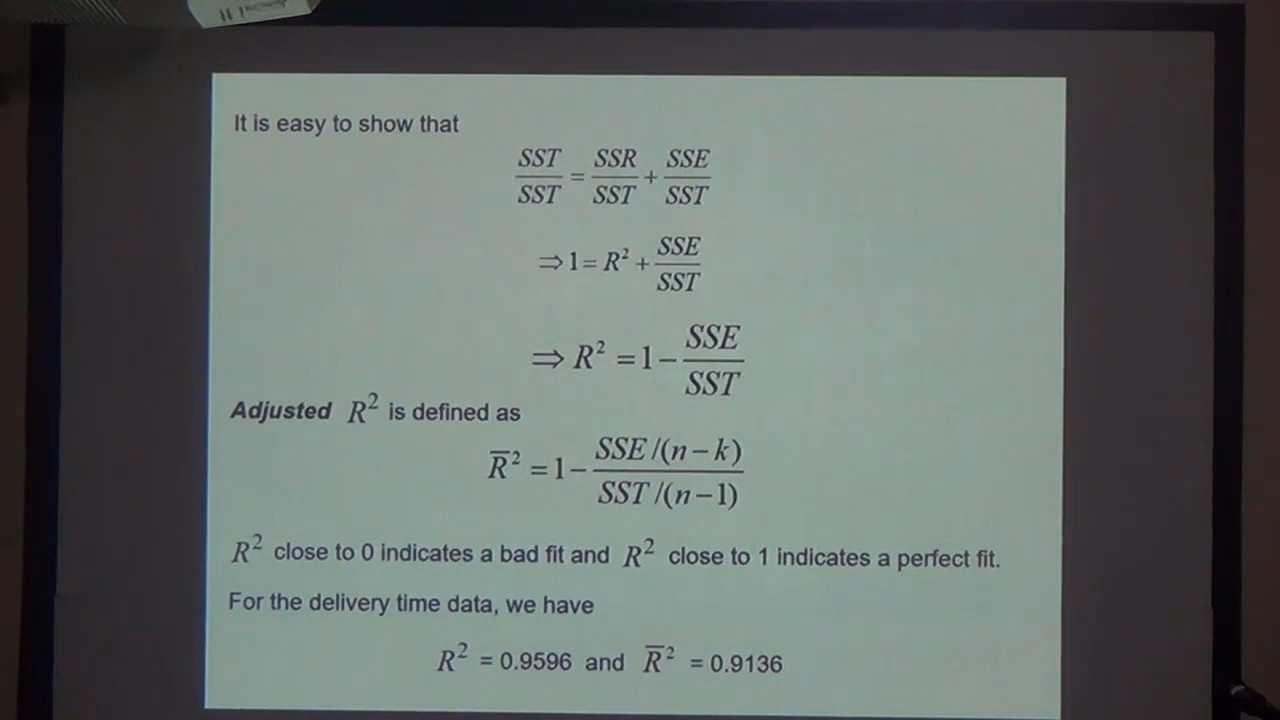 It is easy to show that
SST/SST = SSR/SST + SSE/SST
⇒ 1 = R² + SSE/SST
⇒ R² = 1 − SSE/SST
Adjusted R² is defined as
R̅² = 1 − SSE/(n − k) / SST/(n − 1)
R² close to 0 indicates a bad fit and R² close to 1 indicates a perfect fit.
For the delivery time data, we have
R² = 0.9596 and R̅² = 0.9136